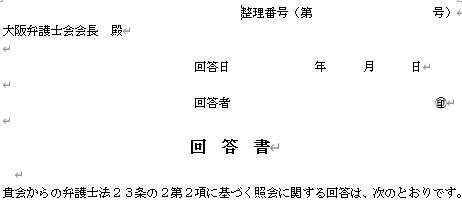 整理番号（第　　　　　　　　　号）
大阪弁護士会会長　殿
回答日　　　　　　　年　　　月　　　日
回答者　　　　　　　　　　　　　　　　㊞
回　答　書
貴会からの弁護士法２３条の２第２項に基づく照会に関する回答は、次のとおりです。